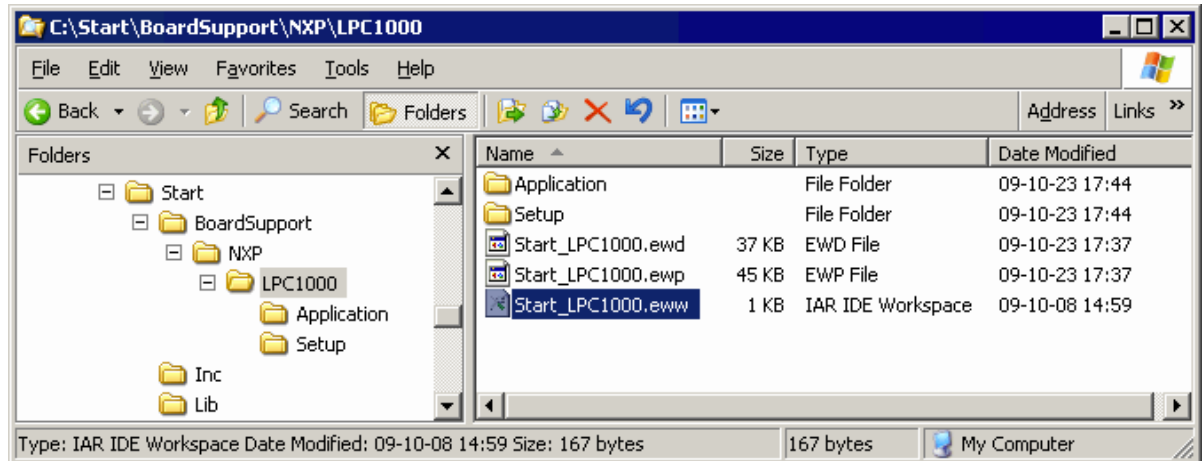 C:\Start\BoardSupport\NXP\LPC1000
File Edit View Favorites Tools Help
Back Search Folders Address Links »
Folders x Name Size Type Date Modified
Start Application File Folder 09-10-23 17:44
BoardSupport Setup File Folder 09-10-23 17:44
NXP Start_LPC1000.ewd 37 KB EWD File 09-10-23 17:37
LPC1000 Start_LPC1000.ewp 45 KB EWP File 09-10-23 17:37
Application Start_LPC1000.eww 1 KB IAR IDE Workspace 09-10-08 14:59
Setup
Inc
Lib
Type: IAR IDE Workspace Date Modified: 09-10-08 14:59 Size: 167 bytes 167 bytes My Computer